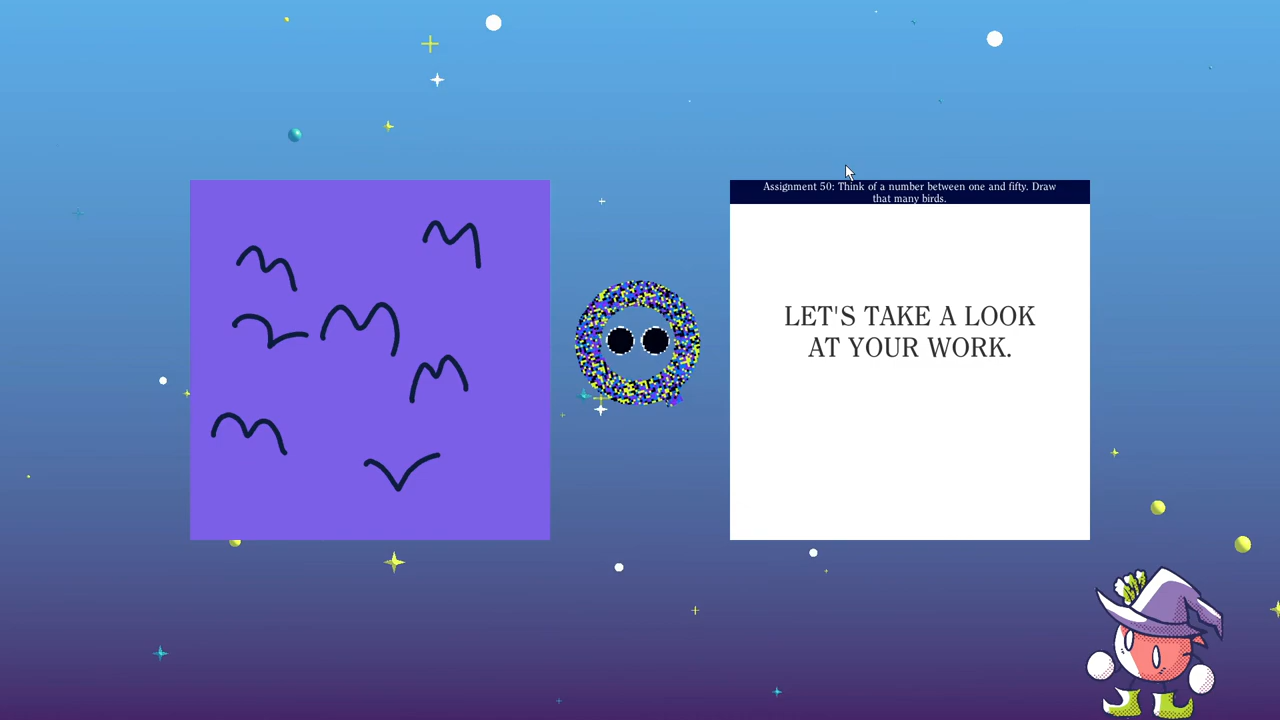 Assignment 50: Think of a number between one and fifty. Draw
that many birds.
LET'S TAKE A LOOK
AT YOUR WORK.